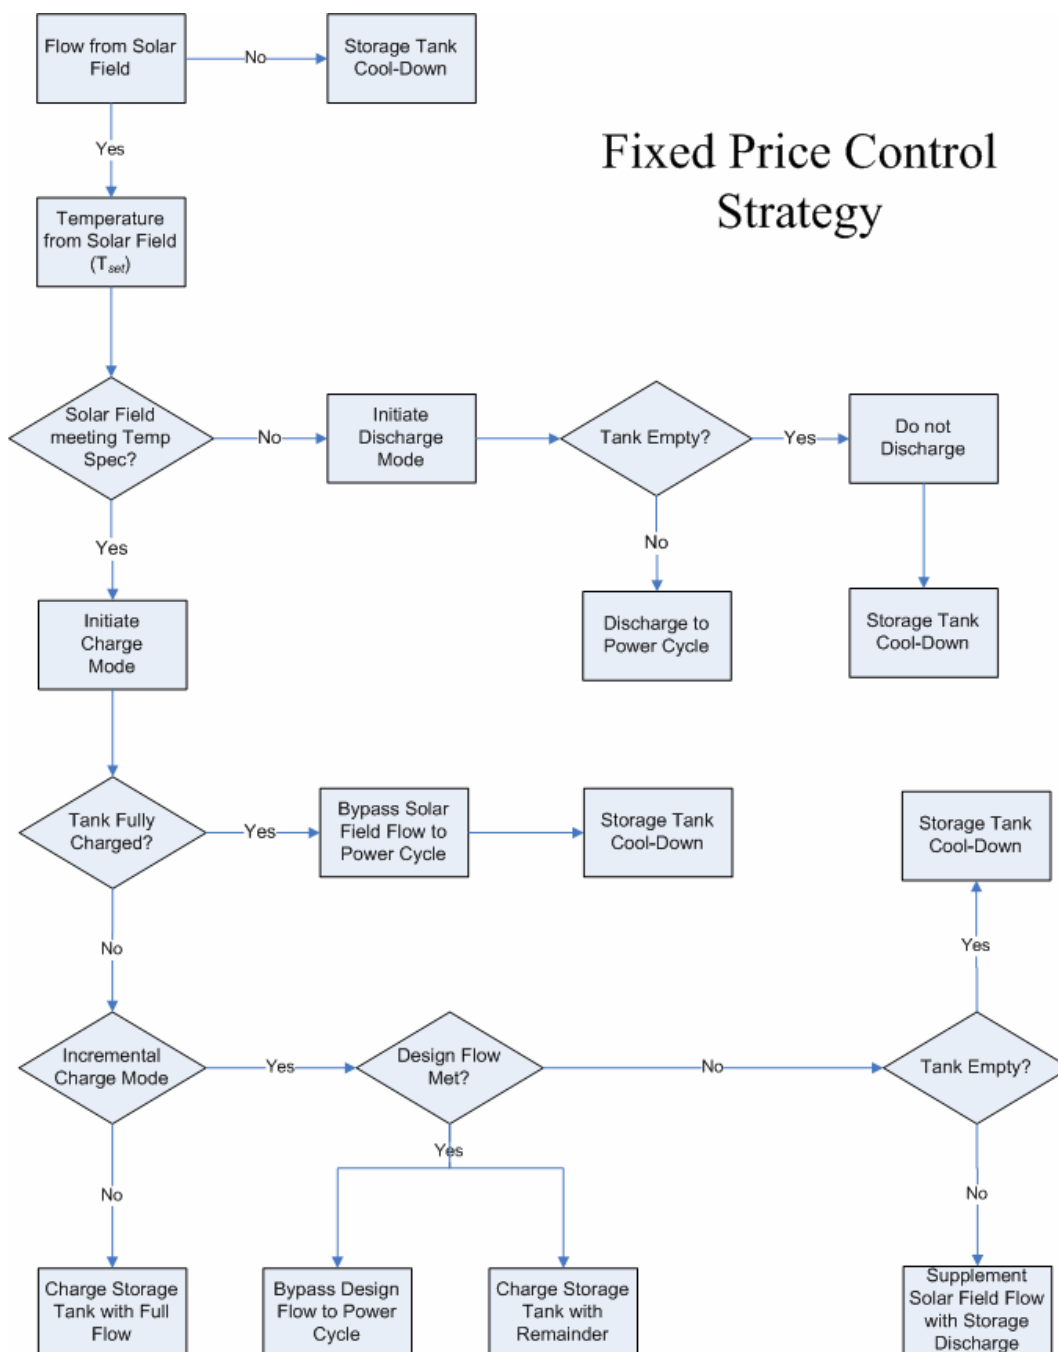 Flow from Solar
Field
No
Storage Tank
Cool-Down
Yes
Fixed Price Control
Strategy
Temperature
from Solar Field
(Tset)
Solar Field
meeting Temp
Spec?
No
Initiate
Discharge
Mode
Tank Empty?
Yes
Do not
Discharge
Yes
No
Initiate
Charge
Mode
Discharge to
Power Cycle
Storage Tank
Cool-Down
Tank Fully
Charged?
Yes
Bypass Solar
Field Flow to
Power Cycle
Storage Tank
Cool-Down
Storage Tank
Cool-Down
No
Yes
Incremental
Charge Mode
Yes
Design Flow
Met?
No
Tank Empty?
Yes
No
No
Charge Storage
Tank with Full
Flow
Bypass Design
Flow to Power
Cycle
Charge Storage
Tank with
Remainder
Supplement
Solar Field Flow
with Storage
Discharge